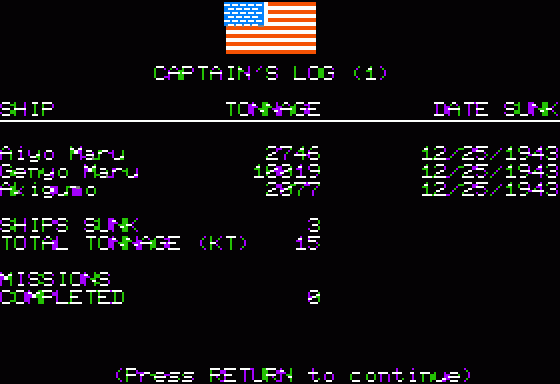 CAPTAIN'S LOG (1)
SHIP TONNAGE DATE SUNK
Aiyo Maru 2746 12/25/1943
Genyo Maru 10019 12/25/1943
Akigumo 2077 12/25/1943
SHIPS SUNK 3
TOTAL TONNAGE (KT) 15
MISSIONS
COMPLETED 0
(Press RETURN to continue)